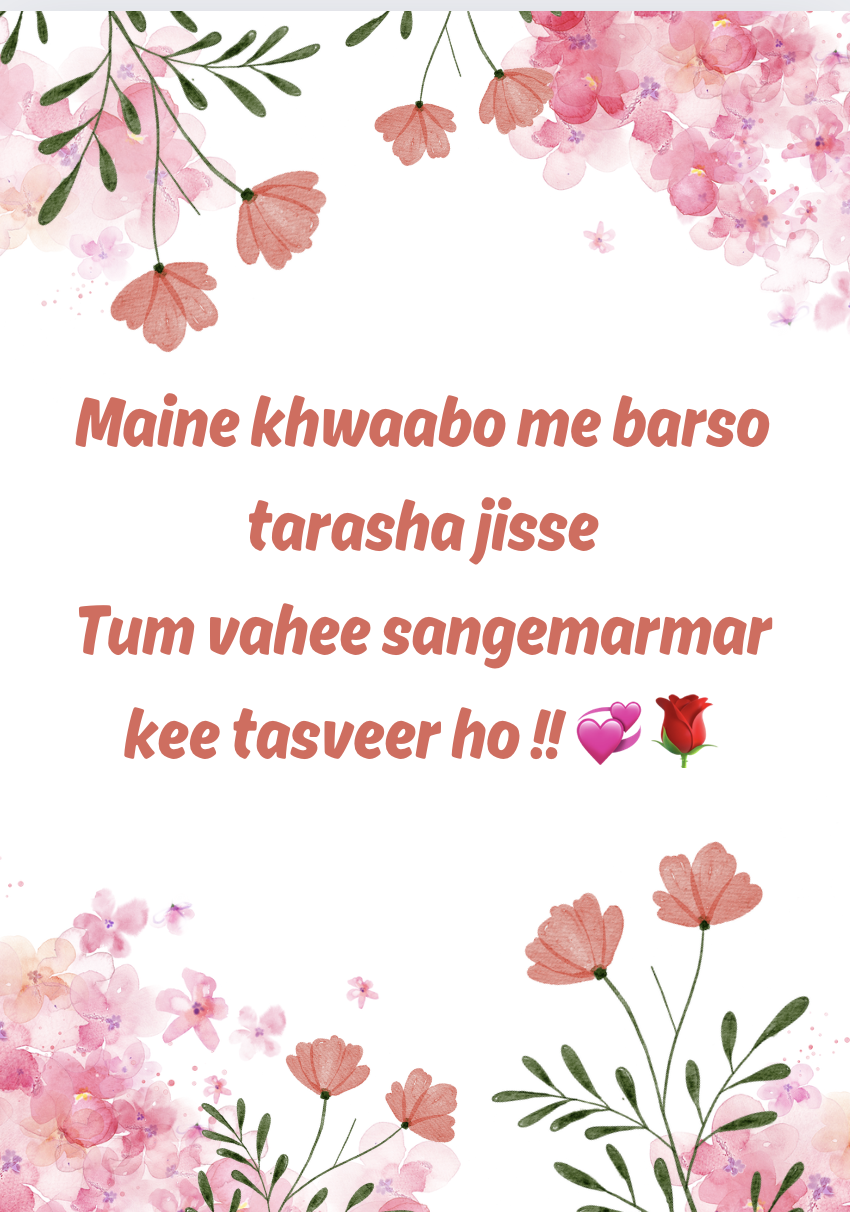 Maine khwaabo me barso
tarasha jisse
Tum vahee sangemarmar
kee tasveer ho !! 💞🌹